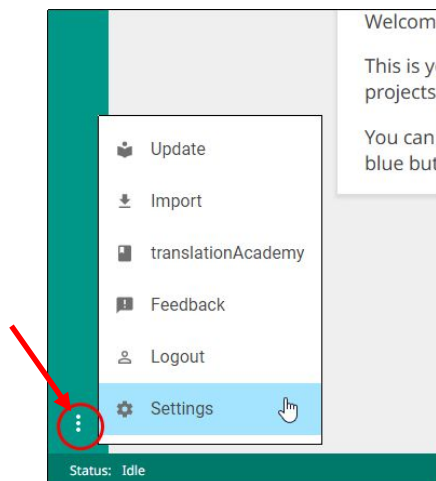 Welcom
This is y
projects
You can
blue but
Update
Import
translationAcademy
Feedback
Logout
Settings
Status: Idle